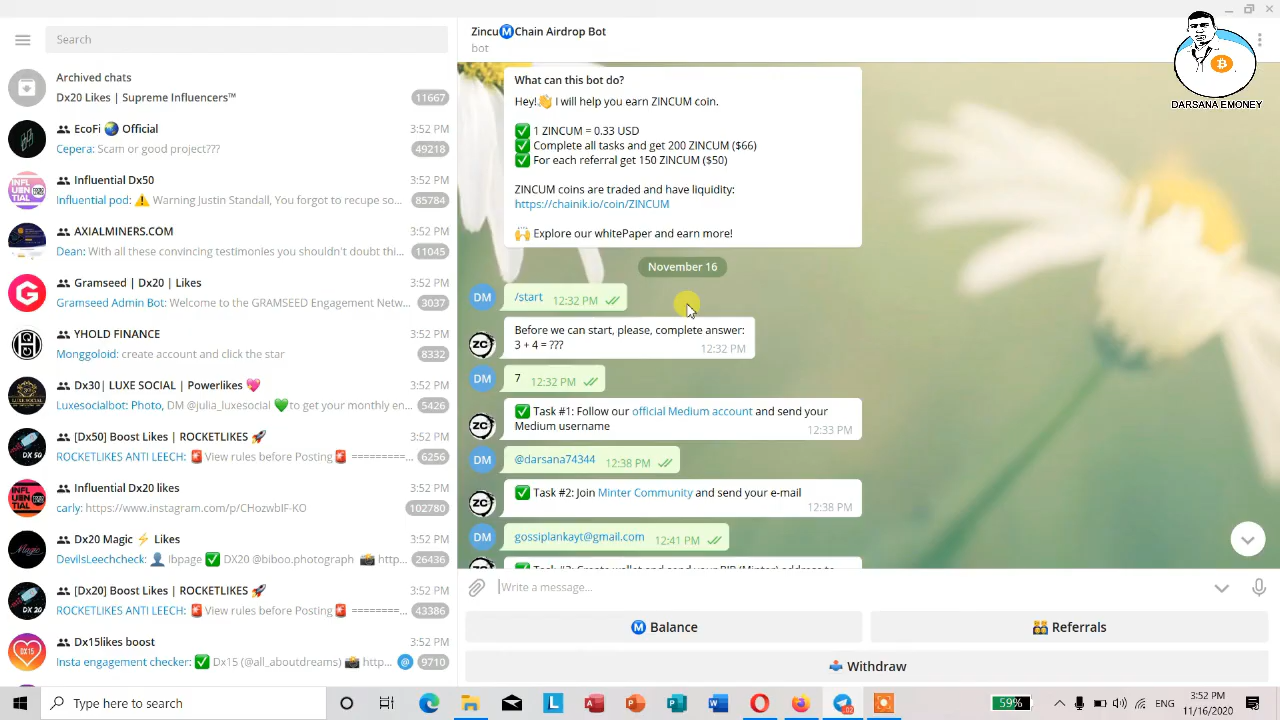 Search
Archived chats
Dx20 Likes | Supreme Influencers™
11667
EcoFi 🌏 Official
3:52 PM
Cepera: Scam or good project???
49218
Influential Dx50
3:52 PM
Influential pod: ⚠️ Warning Justin Standall, You forgot to recupe so...
85784
AXIALMINERS.COM
3:52 PM
Dean: With all these convincing testimonies you shouldn't doubt thi...
11045
Gramseed | Dx20 | Likes
3:52 PM
Gramseed Admin Bot: Welcome to the GRAMSEED Engagement Netw...
3037
YHOLD FINANCE
3:52 PM
Monggoloid: create account and click the star
8332
Dx30| LUXE SOCIAL | Powerlikes 💖
3:52 PM
Luxesocialbot: Photo, DM @julia_luxesocial 💚to get your monthly en...
5426
[Dx50] Boost Likes | ROCKETLIKES 🚀
3:52 PM
ROCKETLIKES ANTI LEECH: 🚨View rules before Posting🚨 ========...
6256
Influential Dx20 likes
3:52 PM
carly: https://www.instagram.com/p/CHozwbIF-KO
102780
Dx20 Magic ⚡ Likes
3:52 PM
DevilsLeechcheck: 👤 Ibpage ✅ DX20 @biboo.photograph 📸 http...
26436
[Dx20] Boost Likes | ROCKETLIKES 🚀
3:52 PM
ROCKETLIKES ANTI LEECH: 🚨View rules before Posting🚨 ========...
43386
Dx15likes boost
3:52 PM
Insta engagement checker: ✅ Dx15 (@all_aboutdreams) 📸 htt...
@ 9710
ZincuⓂ️Chain Airdrop Bot
bot
DARSANA EMONEY
What can this bot do?
Hey!👋 I will help you earn ZINCUM coin.
✅ 1 ZINCUM = 0.33 USD
✅ Complete all tasks and get 200 ZINCUM ($66)
✅ For each referral get 150 ZINCUM ($50)
ZINCUM coins are traded and have liquidity:
https://chainik.io/coin/ZINCUM
🙌 Explore our whitePaper and earn more!
November 16
DM /start 12:32 PM
Before we can start, please, complete answer:
ZC 3 + 4 = ??? 12:32 PM
DM 7 12:32 PM
✅ Task #1: Follow our official Medium account and send your
ZC Medium username 12:33 PM
DM @darsana74344 12:38 PM
✅ Task #2: Join Minter Community and send your e-mail
ZC 12:38 PM
DM gossiplankayt@gmail.com 12:41 PM
Write a message...
Ⓜ️ Balance
👯 Referrals
📤 Withdraw
Type here to search
59%
ENG
3:52 PM
11/16/2020